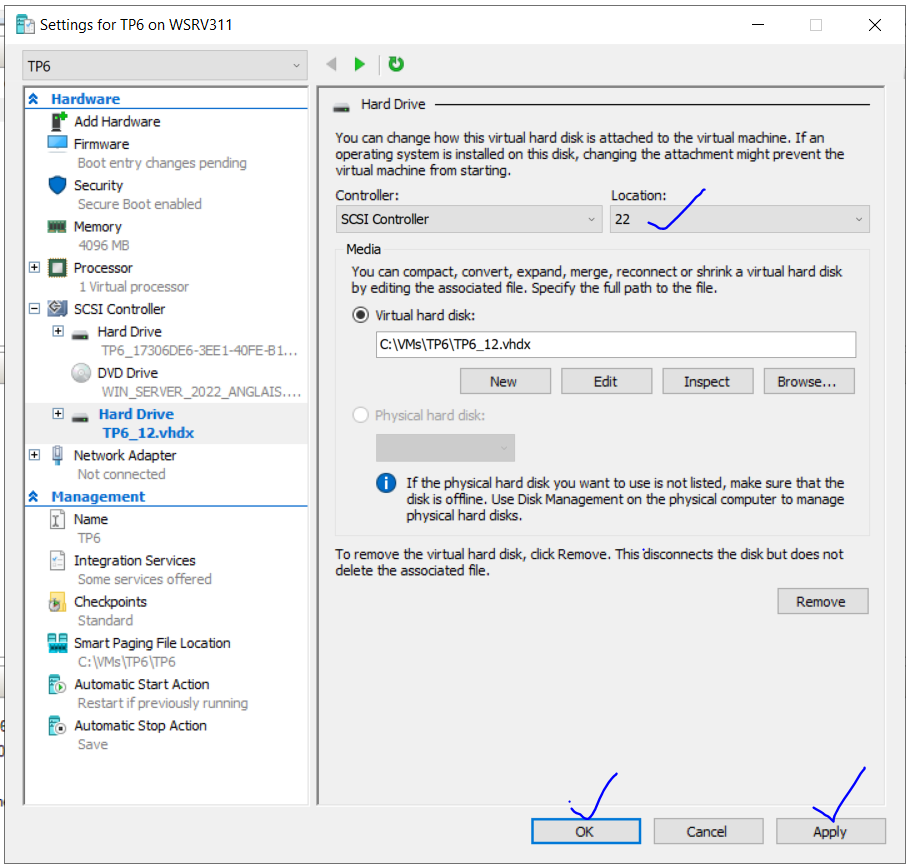 Settings for TP6 on WSRV311
TP6
Hardware
Add Hardware
Firmware
Boot entry changes pending
Security
Secure Boot enabled
Memory
4096 MB
Processor
1 Virtual processor
SCSI Controller
Hard Drive
TP6_17306DE6-3EE1-40FE-B1...
DVD Drive
WIN_SERVER_2022_ANGLAIS....
Hard Drive
TP6_12.vhdx
Network Adapter
Not connected
Management
Name
TP6
Integration Services
Some services offered
Checkpoints
Standard
Smart Paging File Location
C:\VMs\TP6\TP6
Automatic Start Action
Restart if previously running
Automatic Stop Action
Save
Hard Drive
You can change how this virtual hard disk is attached to the virtual machine. If an
operating system is installed on this disk, changing the attachment might prevent the
virtual machine from starting.
Controller: Location:
SCSI Controller 22
Media
You can compact, convert, expand, merge, reconnect or shrink a virtual hard disk
by editing the associated file. Specify the full path to the file.
Virtual hard disk:
C:\VMs\TP6\TP6_12.vhdx
New Edit Inspect Browse...
Physical hard disk:
If the physical hard disk you want to use is not listed, make sure that the
disk is offline. Use Disk Management on the physical computer to manage
physical hard disks.
To remove the virtual hard disk, click Remove. This disconnects the disk but does not
delete the associated file.
Remove
OK Cancel Apply